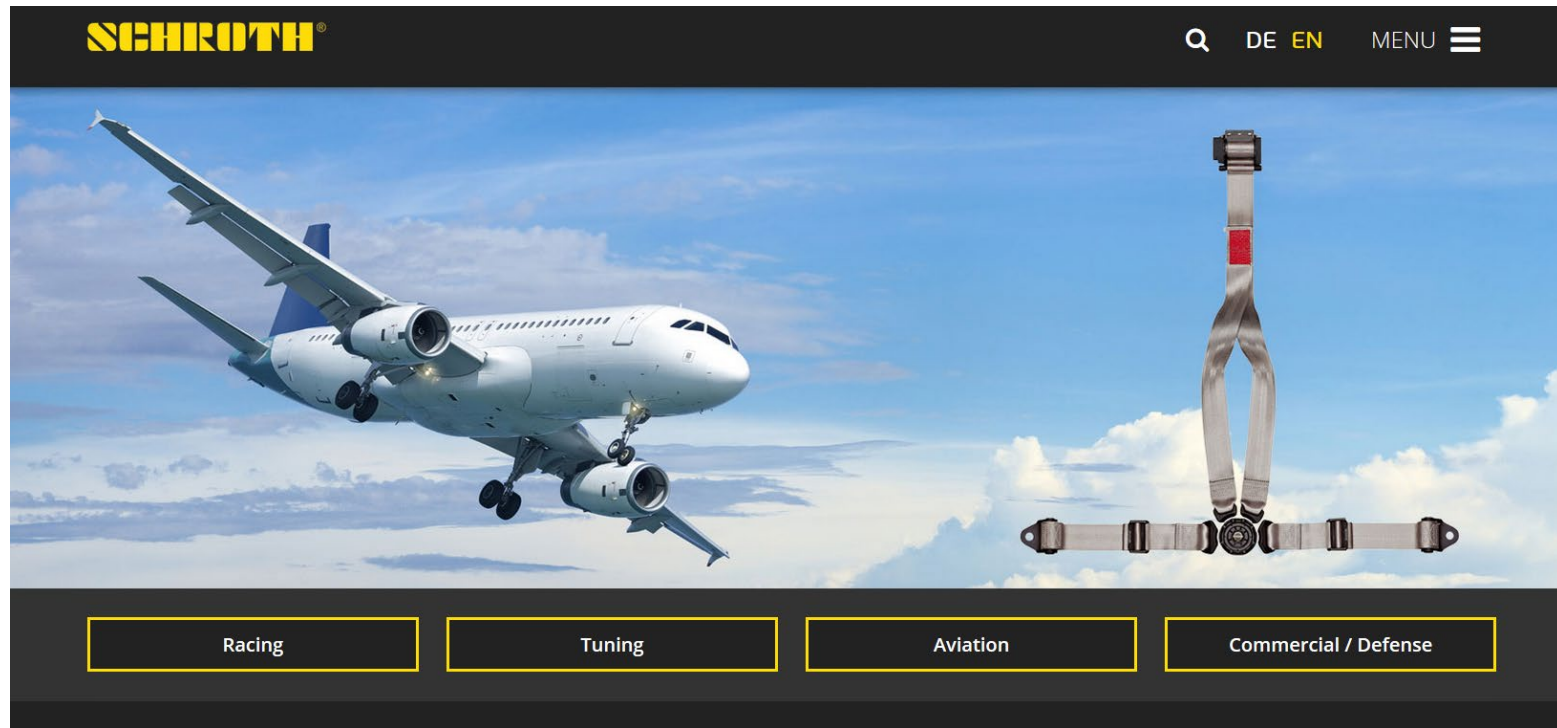 SCHROTH®
DE EN MENU
Racing
Tuning
Aviation
Commercial / Defense